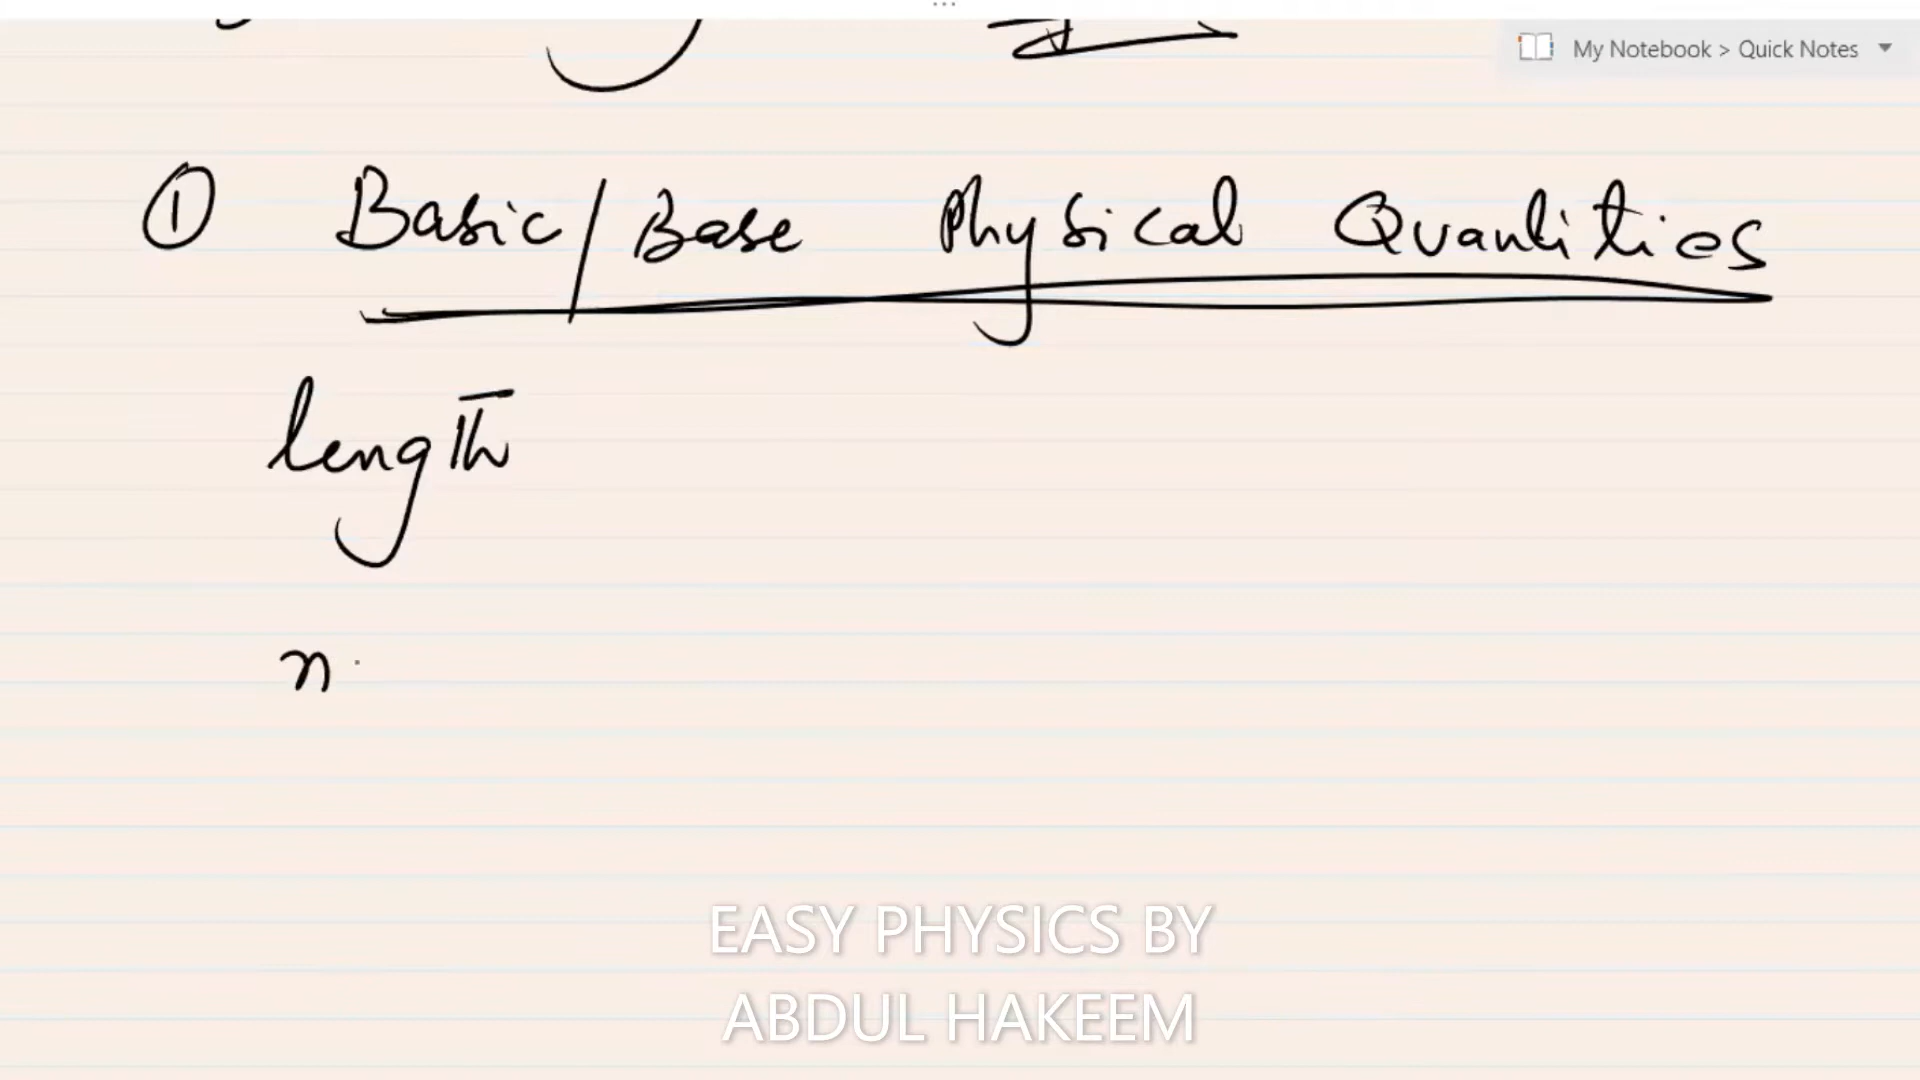 My Notebook > Quick Notes
① Basic/Base Physical Quantities
length
n
EASY PHYSICS BY
ABDUL HAKEEM